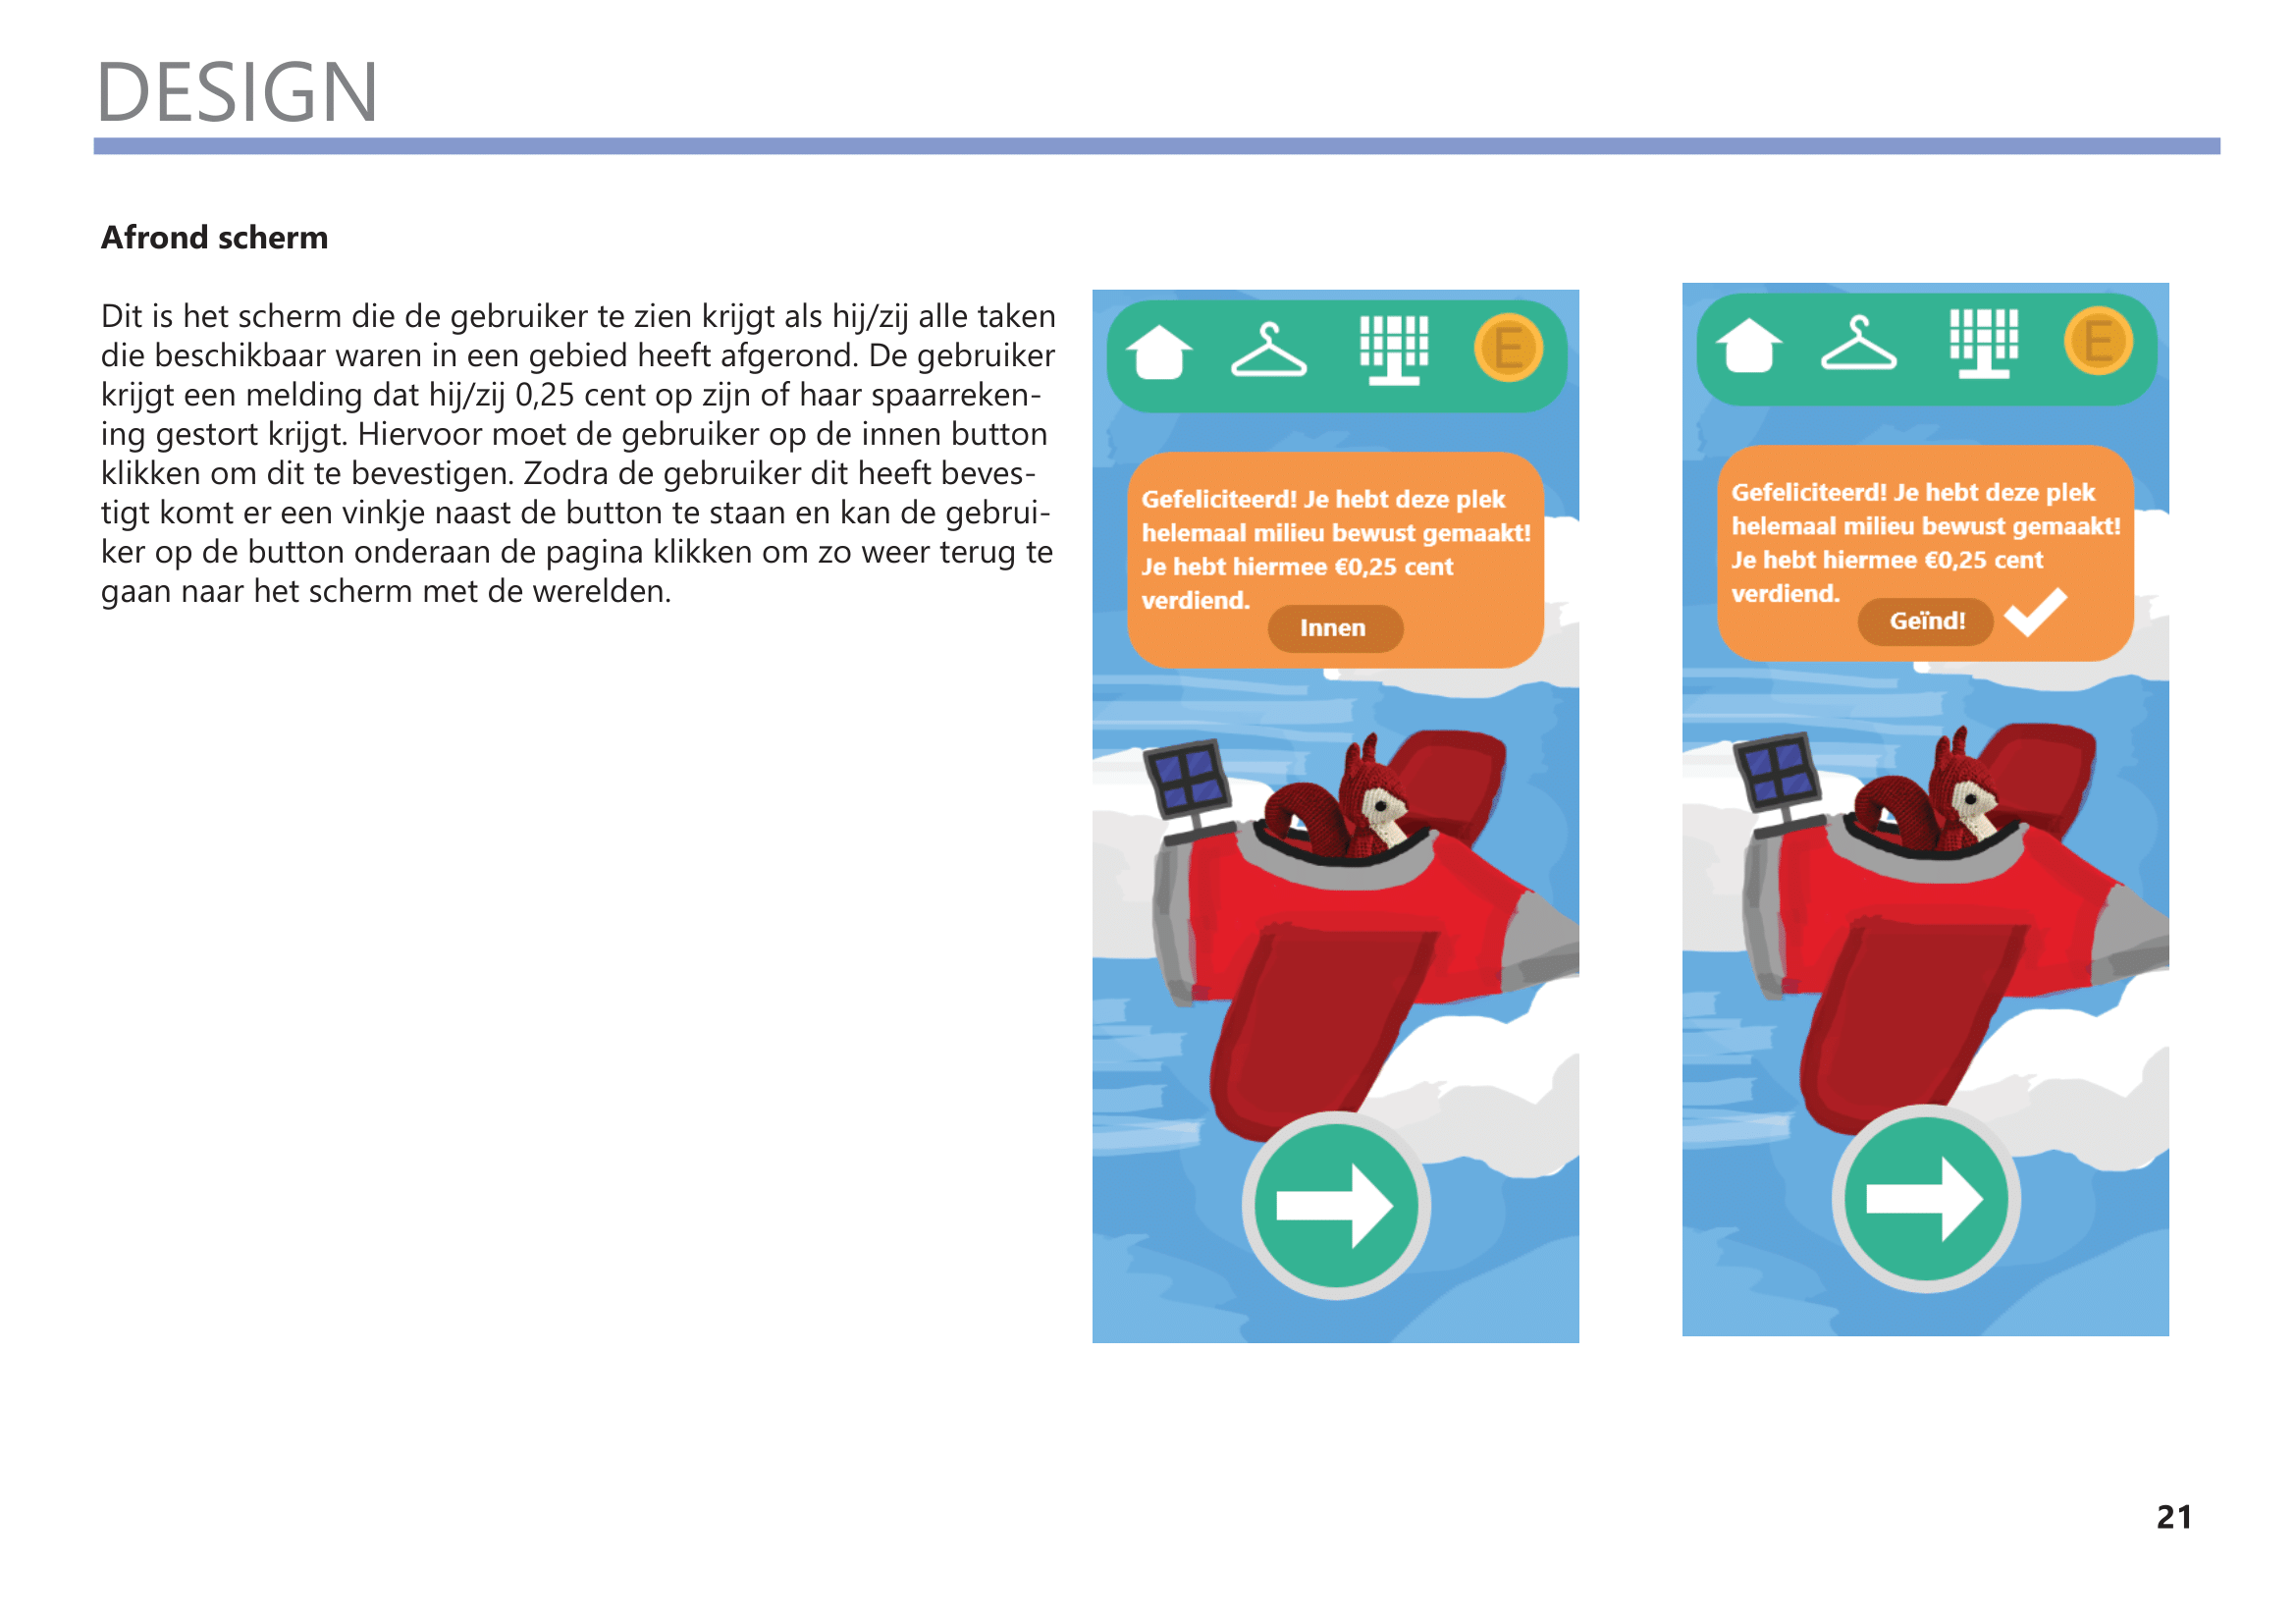 DESIGN
Afrond scherm
Dit is het scherm die de gebruiker te zien krijgt als hij/zij alle taken
die beschikbaar waren in een gebied heeft afgerond. De gebruiker
krijgt een melding dat hij/zij 0,25 cent op zijn of haar spaarreken-
ing gestort krijgt. Hiervoor moet de gebruiker op de innen button
klikken om dit te bevestigen. Zodra de gebruiker dit heeft beves-
tigt komt er een vinkje naast de button te staan en kan de gebrui-
ker op de button onderaan de pagina klikken om zo weer terug te
gaan naar het scherm met de werelden.
E
Gefeliciteerd! Je hebt deze plek
helemaal milieu bewust gemaakt!
Je hebt hiermee €0,25 cent
verdiend.
Innen
E
Gefeliciteerd! Je hebt deze plek
helemaal milieu bewust gemaakt!
Je hebt hiermee €0,25 cent
verdiend.
Geïnd!
21